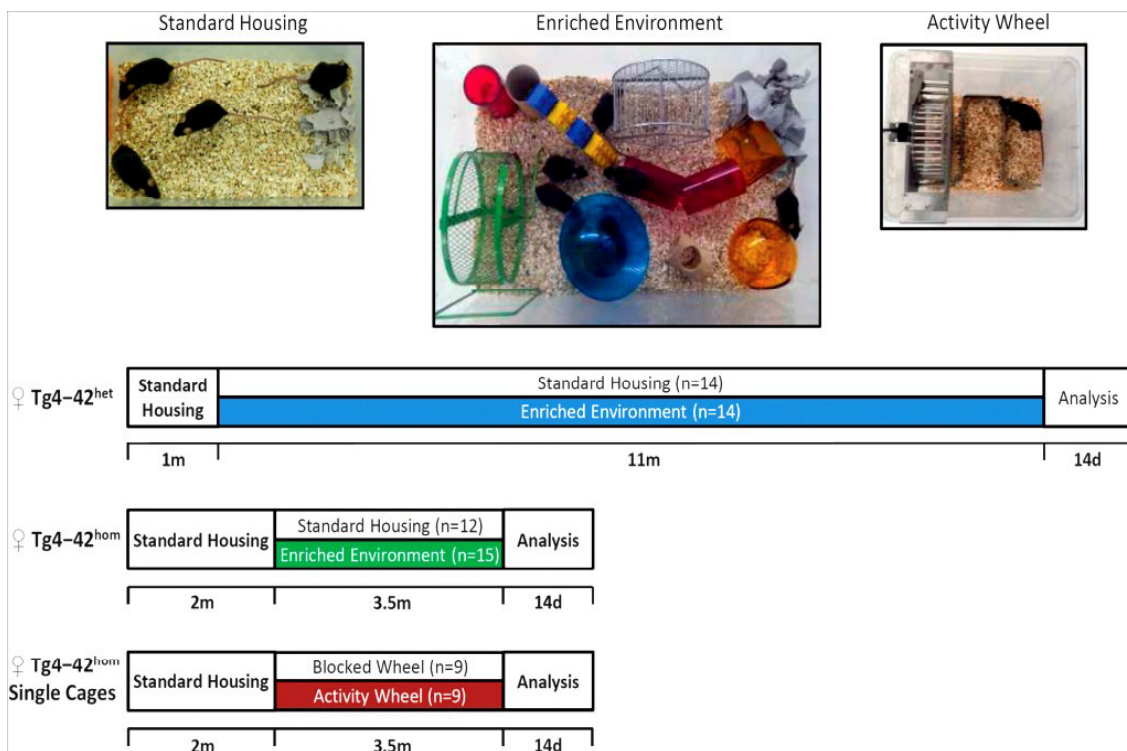 Standard Housing
Enriched Environment
Activity Wheel
♀ Tg4–42het
Standard
Housing
Standard Housing (n=14)
Enriched Environment (n=14)
Analysis
1m
11m
14d
♀ Tg4–42hom
Standard Housing
Standard Housing (n=12)
Enriched Environment (n=15)
Analysis
2m
3.5m
14d
♀ Tg4–42hom
Single Cages
Standard Housing
Blocked Wheel (n=9)
Activity Wheel (n=9)
Analysis
2m
3.5m
14d